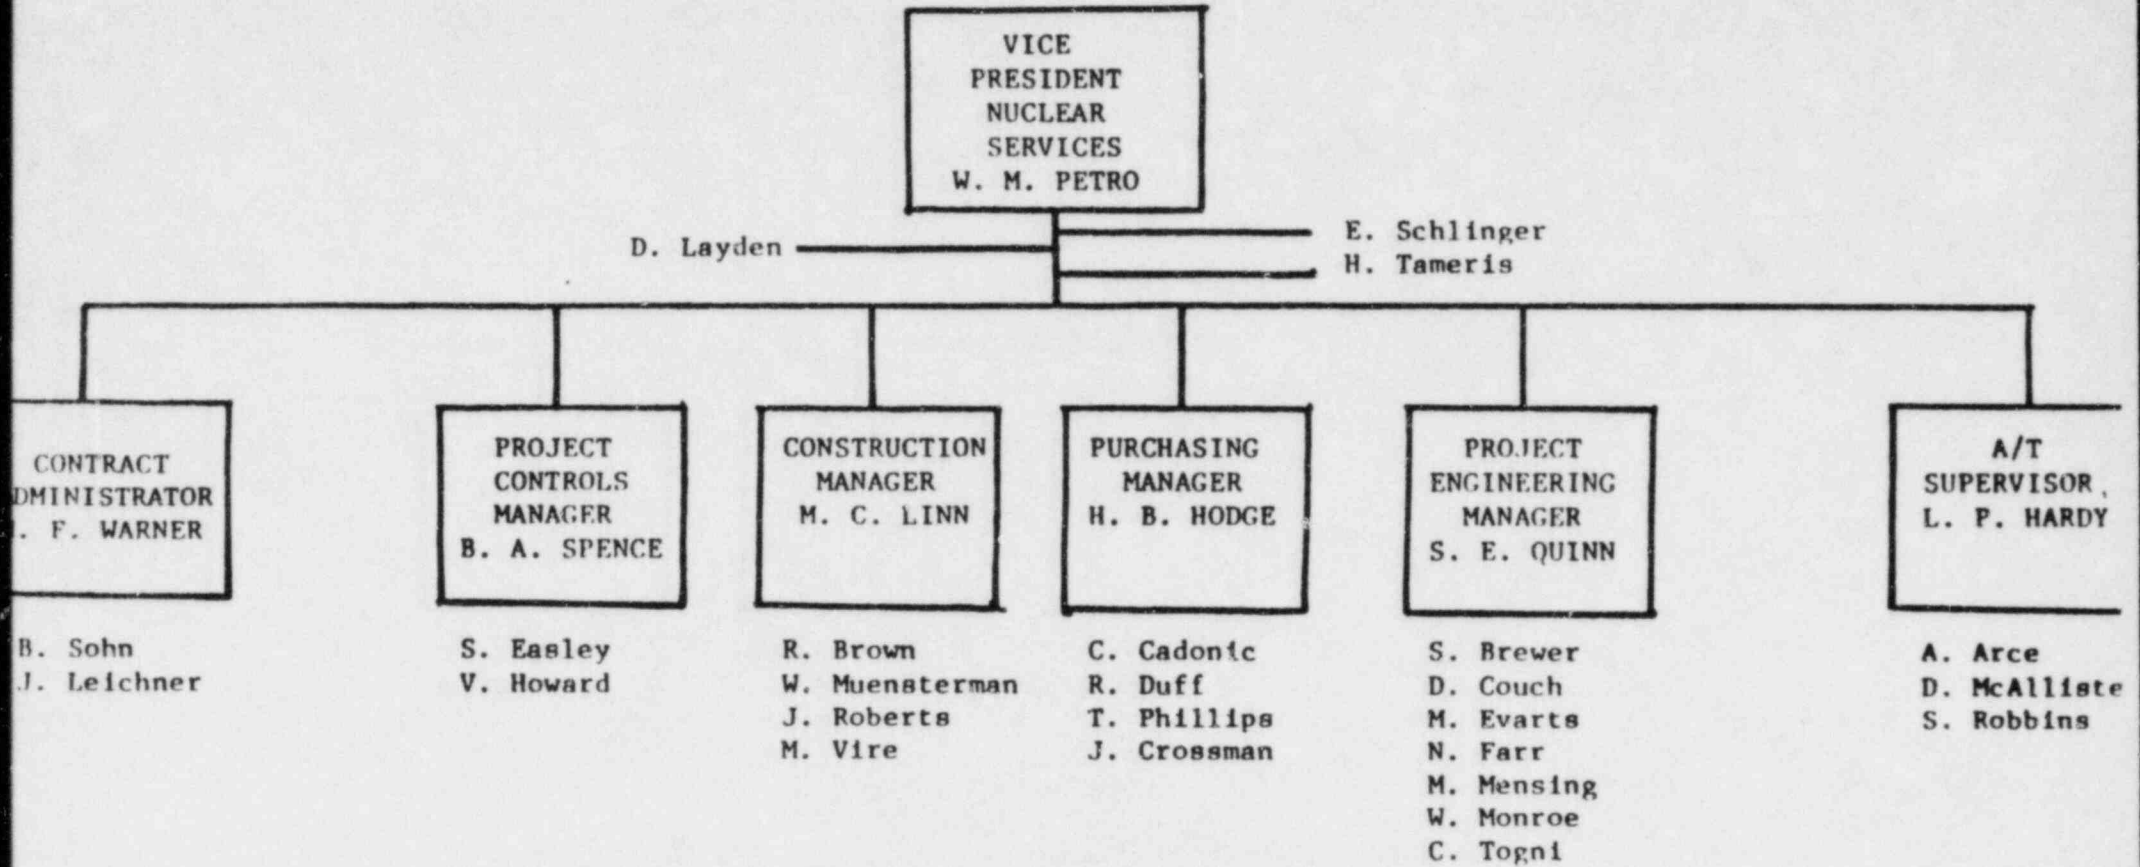 VICE
PRESIDENT
NUCLEAR
SERVICES
W. M. PETRO
D. Layden
E. Schlinger
H. Tameris
CONTRACT
DMINISTRATOR
. F. WARNER
B. Sohn
J. Leichner
PROJECT
CONTROLS
MANAGER
B. A. SPENCE
S. Easley
V. Howard
CONSTRUCTION
MANAGER
M. C. LINN
R. Brown
W. Muensterman
J. Roberts
M. Vire
PURCHASING
MANAGER
H. B. HODGE
C. Cadonic
R. Duff
T. Phillips
J. Crossman
PROJECT
ENGINEERING
MANAGER
S. E. QUINN
S. Brewer
D. Couch
M. Evarts
N. Farr
M. Mensing
W. Monroe
C. Togni
A/T
SUPERVISOR,
L. P. HARDY
A. Arce
D. McAlliste
S. Robbins